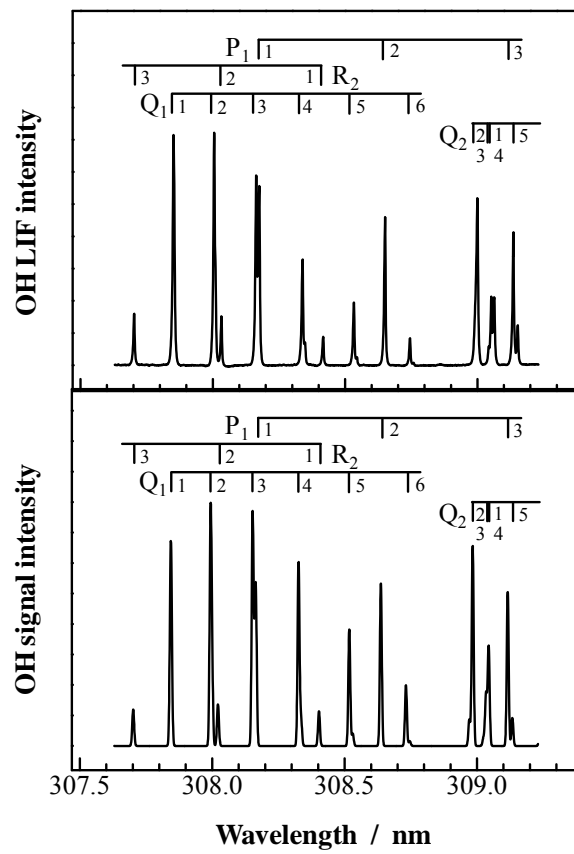 P1 1 2 3
3 2 1 R2
Q1 1 2 3 4 5 6
Q2 2 1 5
3 4
OH LIF intensity
P1 1 2 3
3 2 1 R2
Q1 1 2 3 4 5 6
Q2 2 1 5
3 4
OH signal intensity
307.5 308.0 308.5 309.0
Wavelength / nm